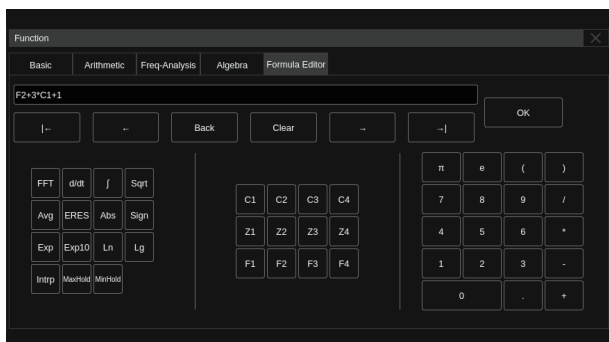 Function
Basic Arithmetic Freq-Analysis Algebra Formula Editor
F2+3*C1+1
OK
|← ← Back Clear → →|
π e ( )
FFT d/dt ∫ Sqrt
C1 C2 C3 C4
7 8 9 /
Avg ERES Abs Sign
Z1 Z2 Z3 Z4
4 5 6 *
Exp Exp10 Ln Lg
F1 F2 F3 F4
1 2 3 -
Intrp MaxHold MinHold
0 . +